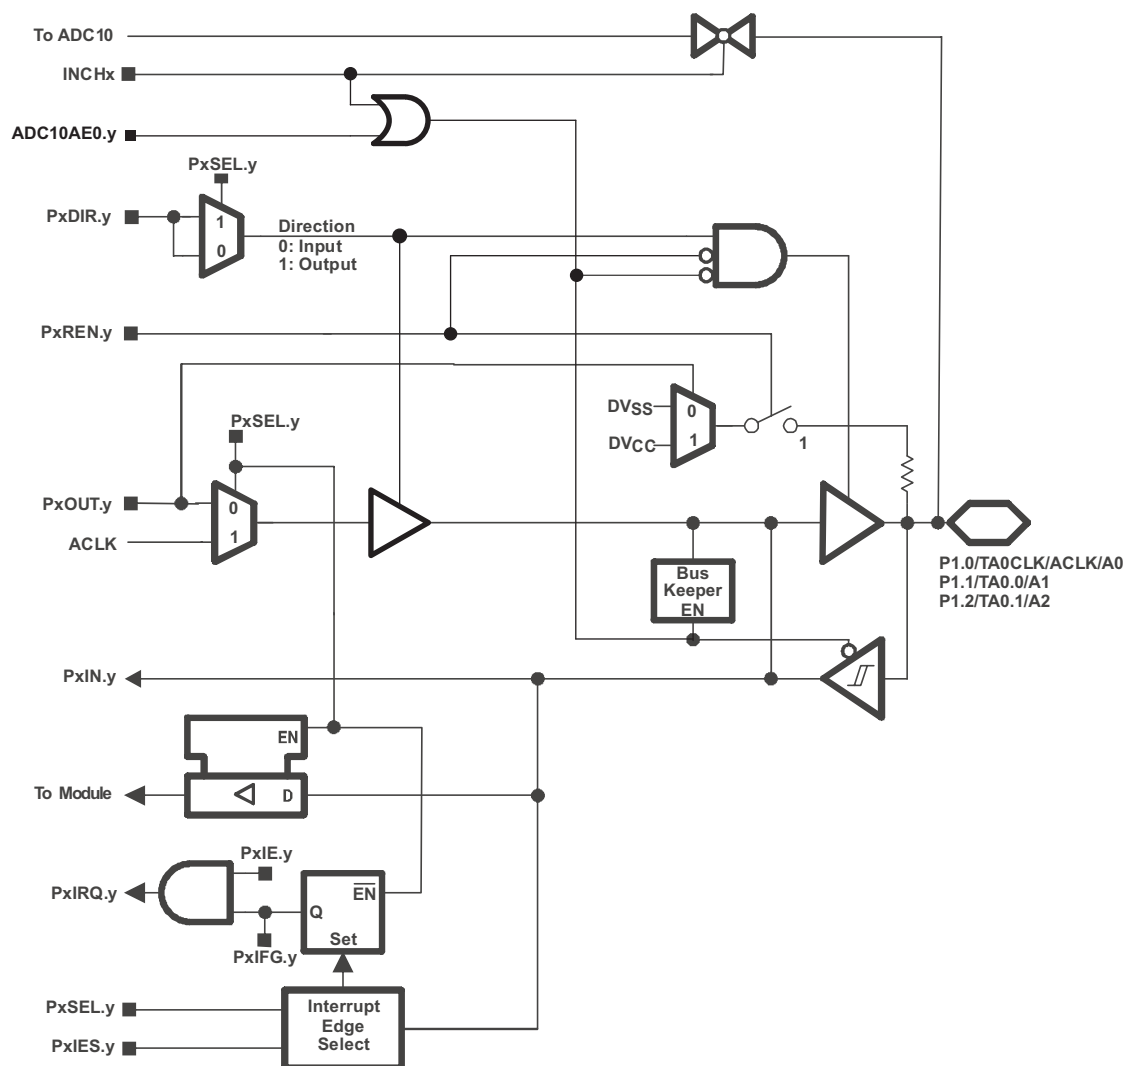 To ADC10
INCHx
ADC10AE0.y
PxSEL.y
PxDIR.y
1
0
Direction
0: Input
1: Output
PxREN.y
DVSS
0
DVCC
1
1
PxSEL.y
PxOUT.y
0
ACLK
1
Bus
Keeper
EN
P1.0/TA0CLK/ACLK/A0
P1.1/TA0.0/A1
P1.2/TA0.1/A2
PxIN.y
EN
To Module
D
PxIE.y
PxIRQ.y
EN
Q
Set
PxIFG.y
PxSEL.y
PxIES.y
Interrupt
Edge
Select